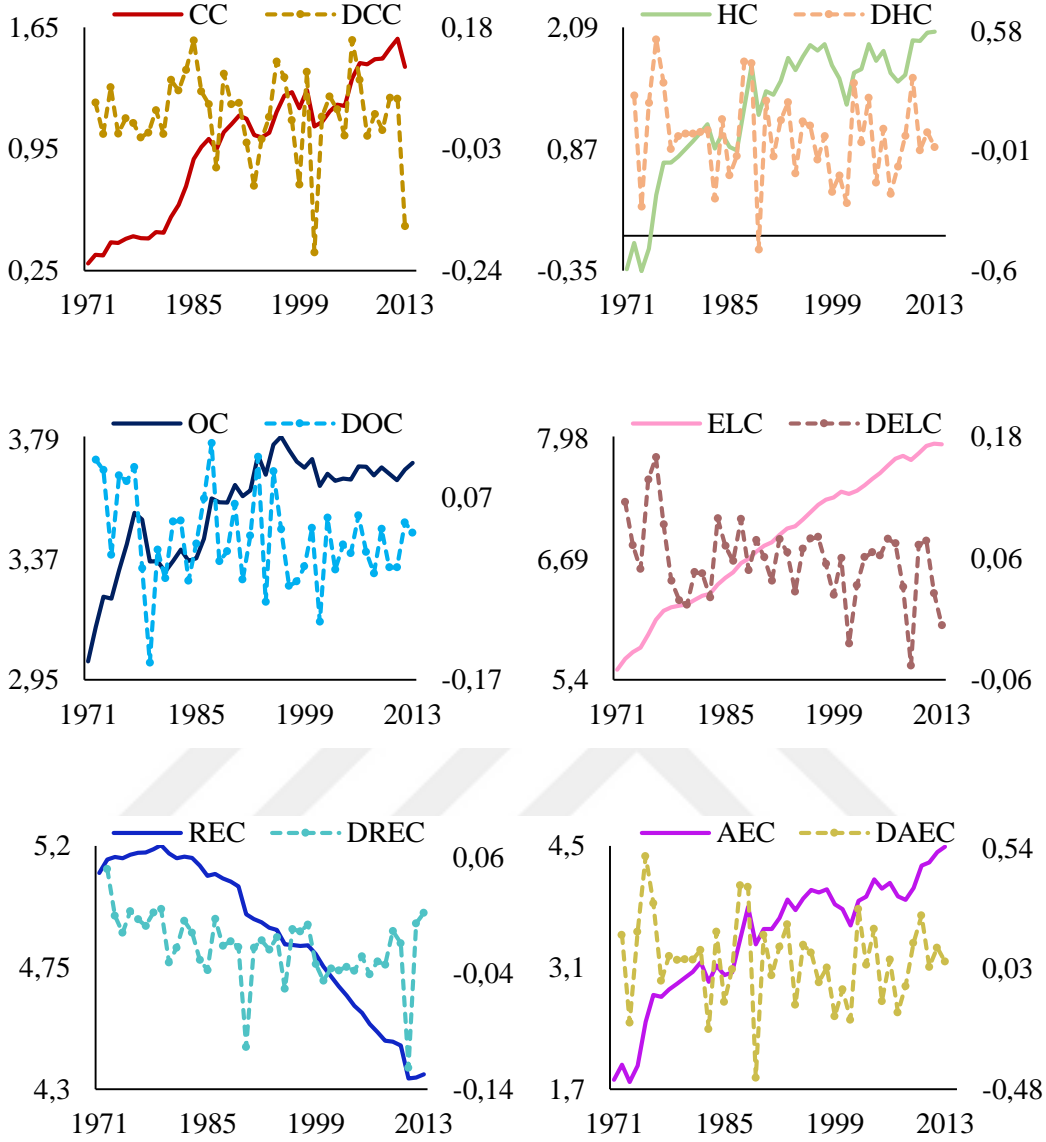 CC DCC
1,65 0,18
0,95 -0,03
0,25 -0,24
1971 1985 1999 2013
HC DHC
2,09 0,58
0,87 -0,01
-0,35 -0,6
1971 1985 1999 2013
OC DOC
3,79
0,07
3,37
2,95 -0,17
1971 1985 1999 2013
ELC DELC
7,98 0,18
6,69 0,06
5,4 -0,06
1971 1985 1999 2013
REC DREC
5,2 0,06
4,75 -0,04
4,3 -0,14
1971 1985 1999 2013
AEC DAEC
4,5 0,54
3,1 0,03
1,7 -0,48
1971 1985 1999 2013